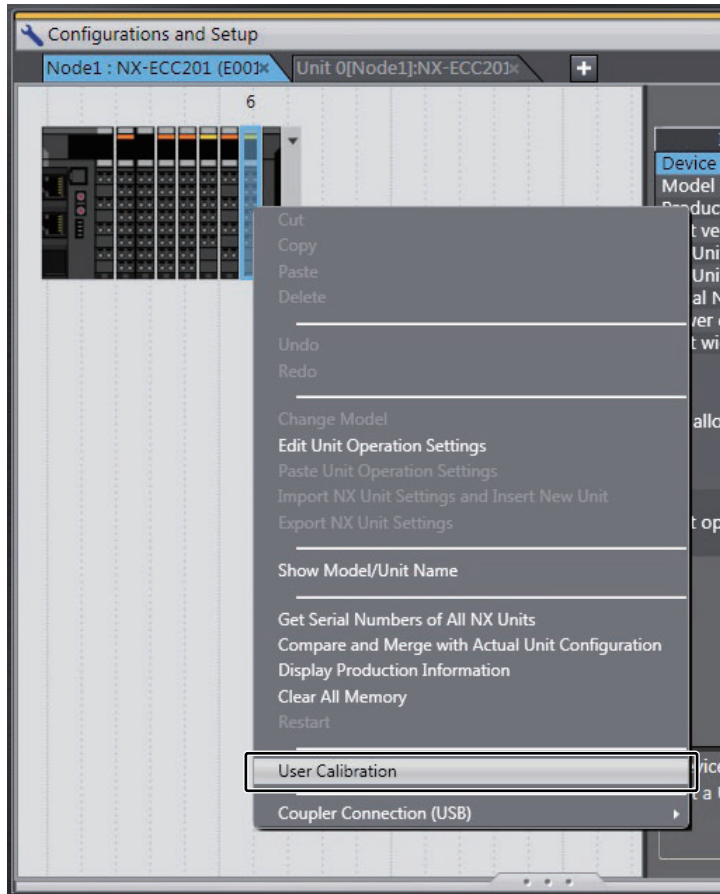 Configurations and Setup
Node1 : NX-ECC201 (E001
Unit 0[Node1]:NX-ECC201
6
Device
Model
Cut
Copy
Paste
Delete
Undo
Redo
Change Model
Edit Unit Operation Settings
Paste Unit Operation Settings
Import NX Unit Settings and Insert New Unit
Export NX Unit Settings
Show Model/Unit Name
Get Serial Numbers of All NX Units
Compare and Merge with Actual Unit Configuration
Display Production Information
Clear All Memory
Restart
User Calibration
Coupler Connection (USB)